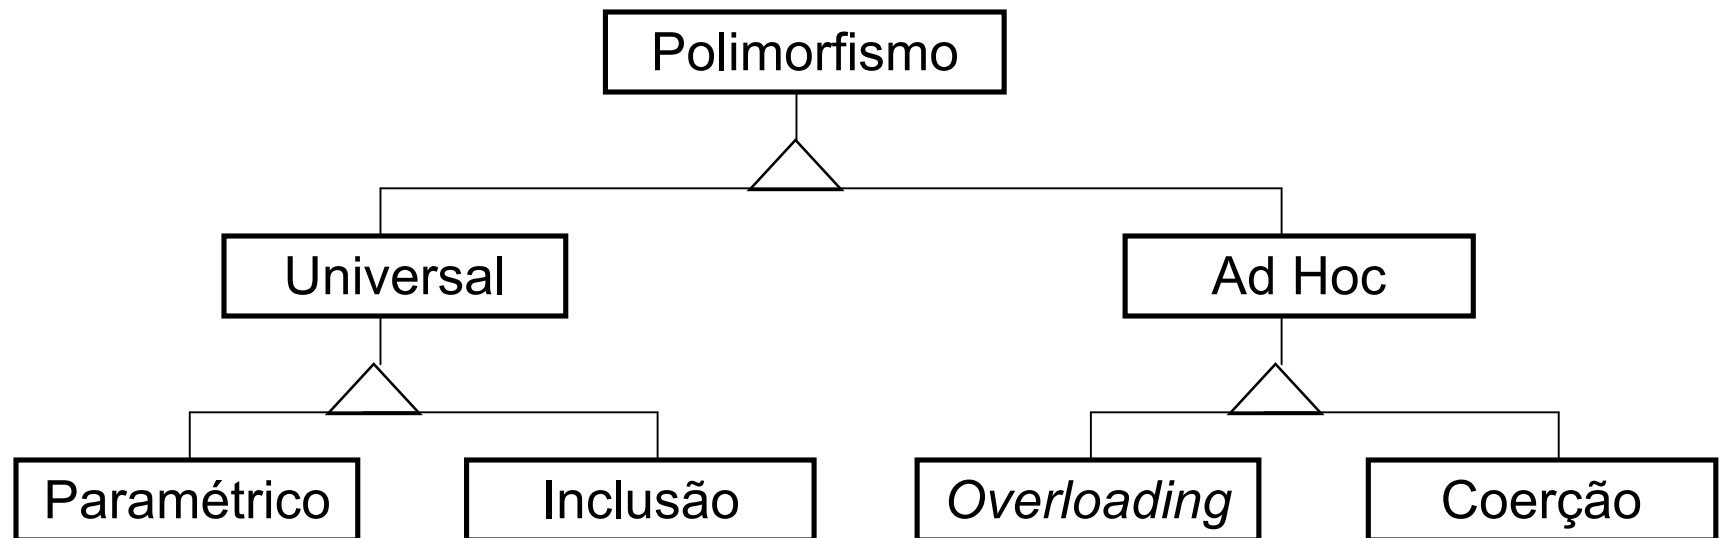 Polimorfismo
Universal
Ad Hoc
Paramétrico
Inclusão
Overloading
Coerção